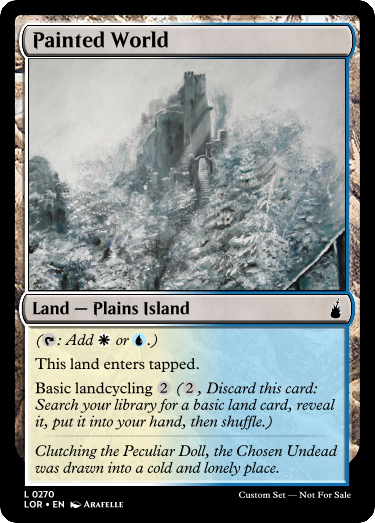 Painted World
Land — Plains Island
(T: Add or .)
This land enters tapped.
Basic landcycling 2 (2, Discard this card:
Search your library for a basic land card, reveal
it, put it into your hand, then shuffle.)
Clutching the Peculiar Doll, the Chosen Undead
was drawn into a cold and lonely place.
L 0270
LOR • EN Arafelle
Custom Set — Not For Sale